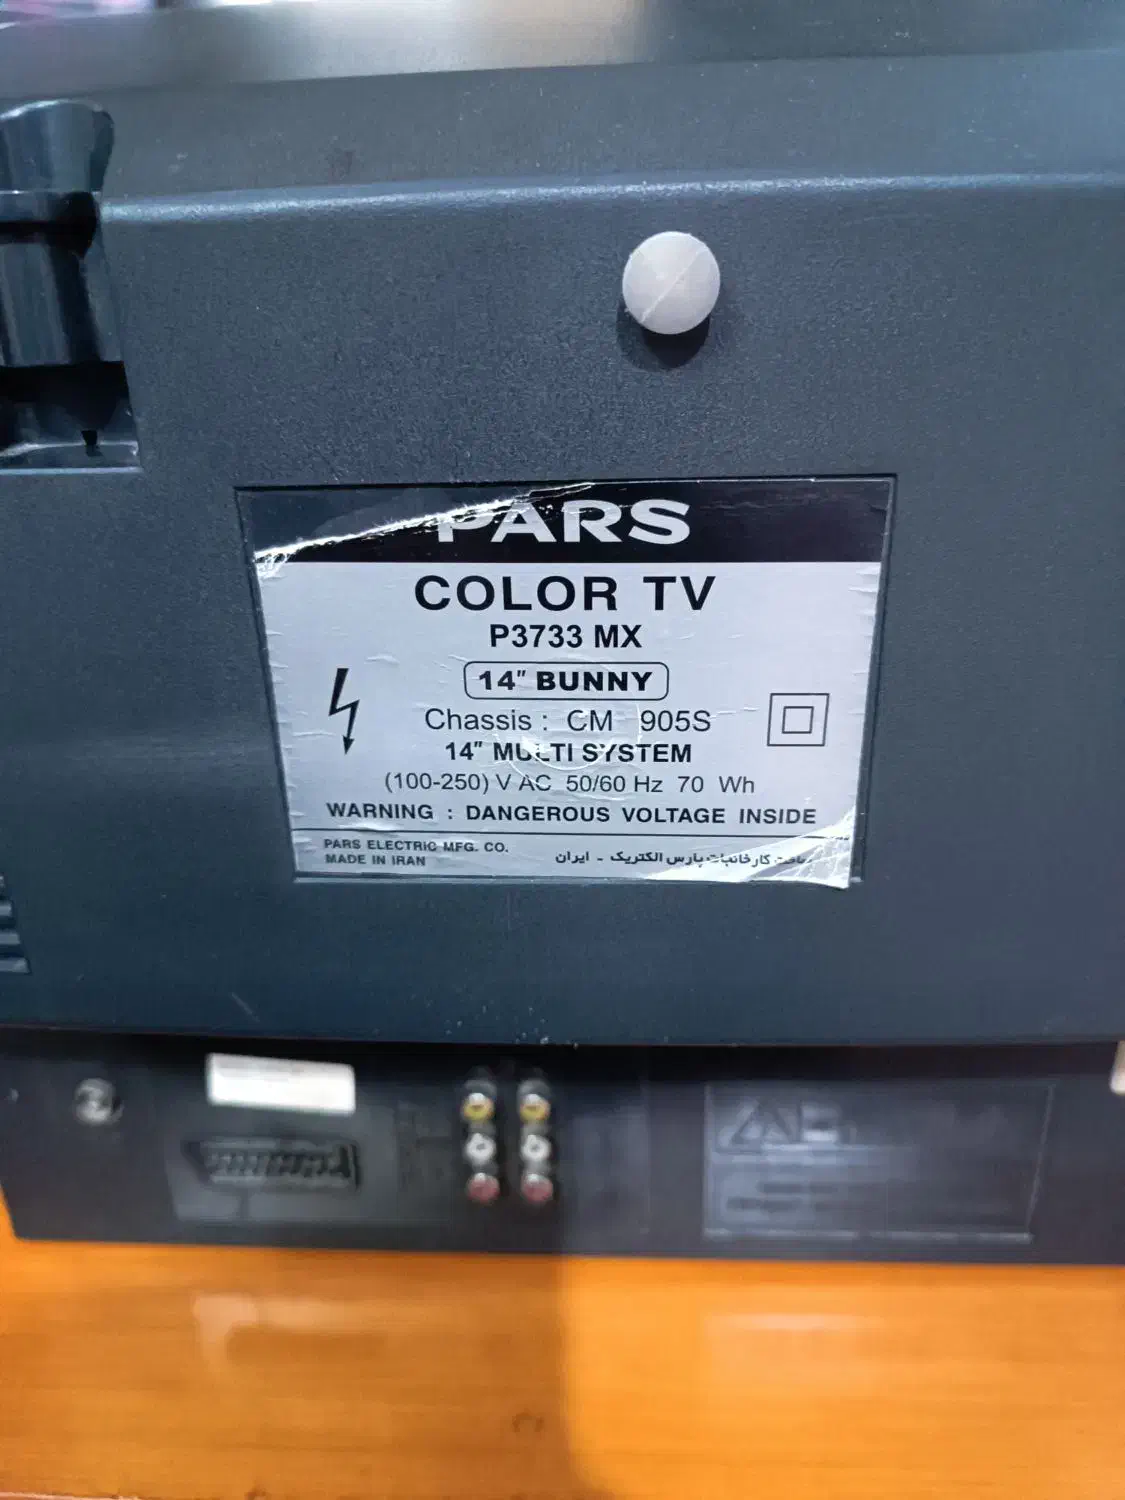 PARS
COLOR TV
P3733 MX
14" BUNNY
Chassis : CM 905S
14" MULTI SYSTEM
(100-250) V AC 50/60 Hz 70 Wh
WARNING : DANGEROUS VOLTAGE INSIDE
PARS ELECTRIC MFG. CO.
MADE IN IRAN
کارخانجات پارس الکتریک - ایران